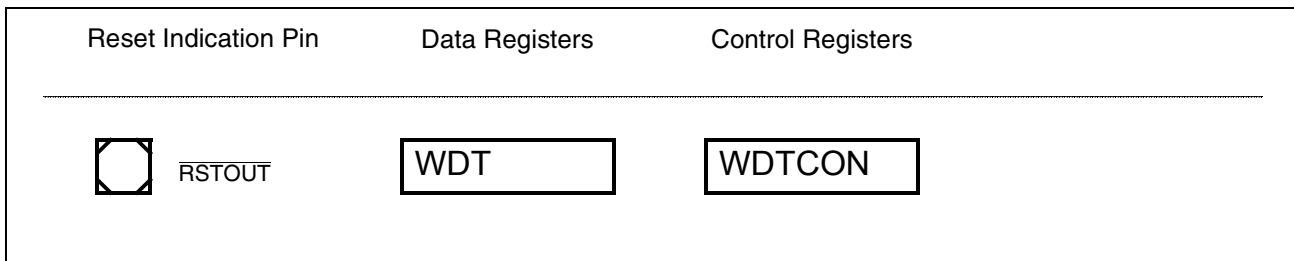 Reset Indication Pin Data Registers Control Registers
RSTOUT WDT WDTCON